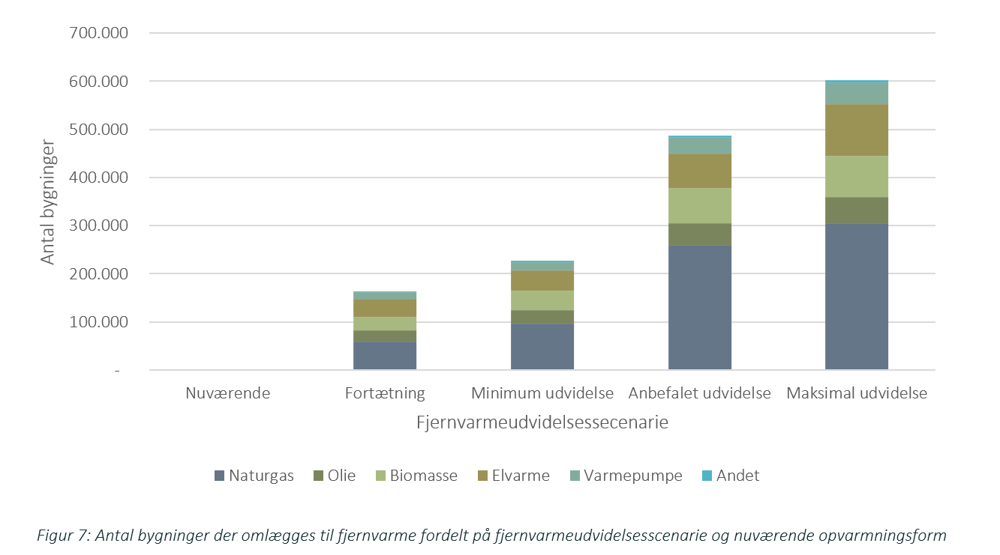 700.000
600.000
500.000
400.000
300.000
200.000
100.000
-
Antal bygninger
Nuværende Fortætning Minimum udvidelse Anbefalet udvidelse Maksimal udvidelse
Fjernvarmeudvidelsessecenarie
Naturgas Olie Biomasse Elvarme Varmepumpe Andet
Figur 7: Antal bygninger der omlægges til fjernvarme fordelt på fjernvarmeudvidelsesscenarie og nuværende opvarmningsform